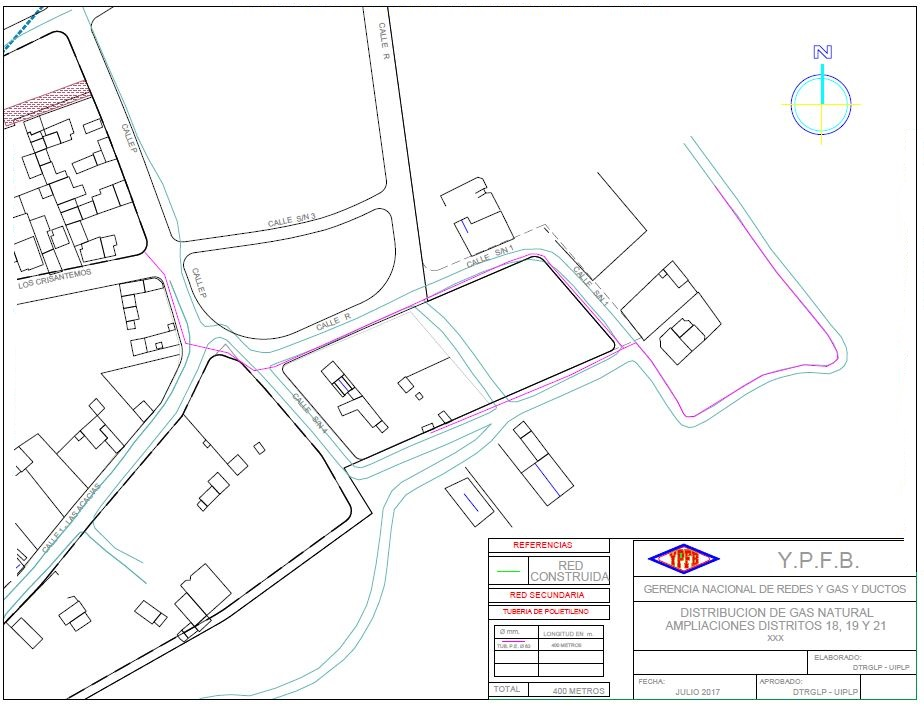 CALLE R
N
CALLE P
CALLE S/N 3
CALLE S/N 1
LOS CRISANTEMOS
CALLE P
CALLE S/N 1
CALLE R
CALLE S/N 4
CALLE 1 - LAS ACACIAS
REFERENCIAS
RED
CONSTRUIDA
RED SECUNDARIA
TUBERIA DE POLIETILENO
Ø mm. LONGITUD EN m.
TUB. P.E. Ø 63 400 METROS
TOTAL 400 METROS
YPFB
Y.P.F.B.
GERENCIA NACIONAL DE REDES Y GAS Y DUCTOS
DISTRIBUCION DE GAS NATURAL
AMPLIACIONES DISTRITOS 18, 19 Y 21
XXX
ELABORADO:
DTRGLP - UIPLP
FECHA:
JULIO 2017
APROBADO:
DTRGLP - UIPLP